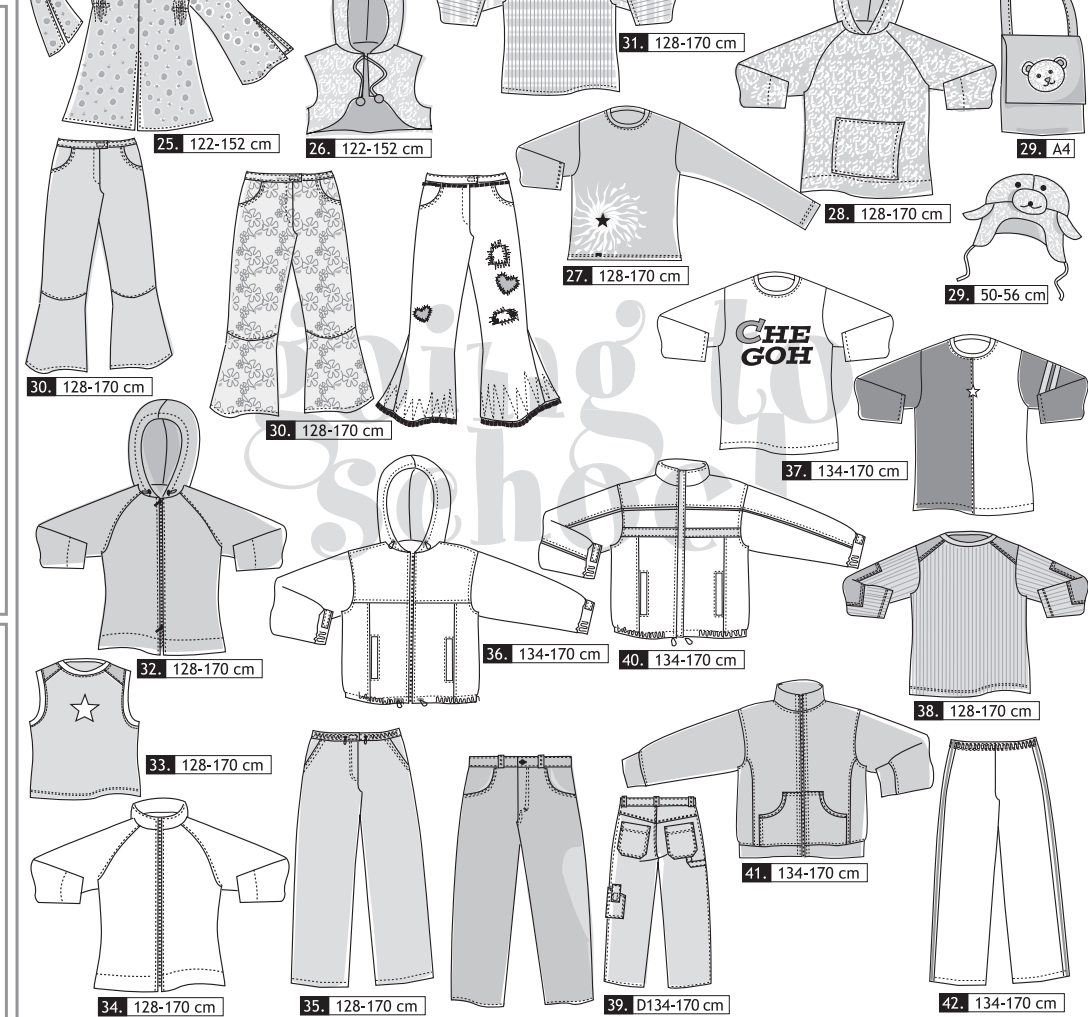 31. 128-170 cm
25. 122-152 cm
26. 122-152 cm
29. A4
28. 128-170 cm
27. 128-170 cm
29. 50-56 cm
CHE
GOH
30. 128-170 cm
30. 128-170 cm
going to
school
37. 134-170 cm
32. 128-170 cm
36. 134-170 cm
40. 134-170 cm
38. 128-170 cm
33. 128-170 cm
41. 134-170 cm
34. 128-170 cm
35. 128-170 cm
39. D134-170 cm
42. 134-170 cm